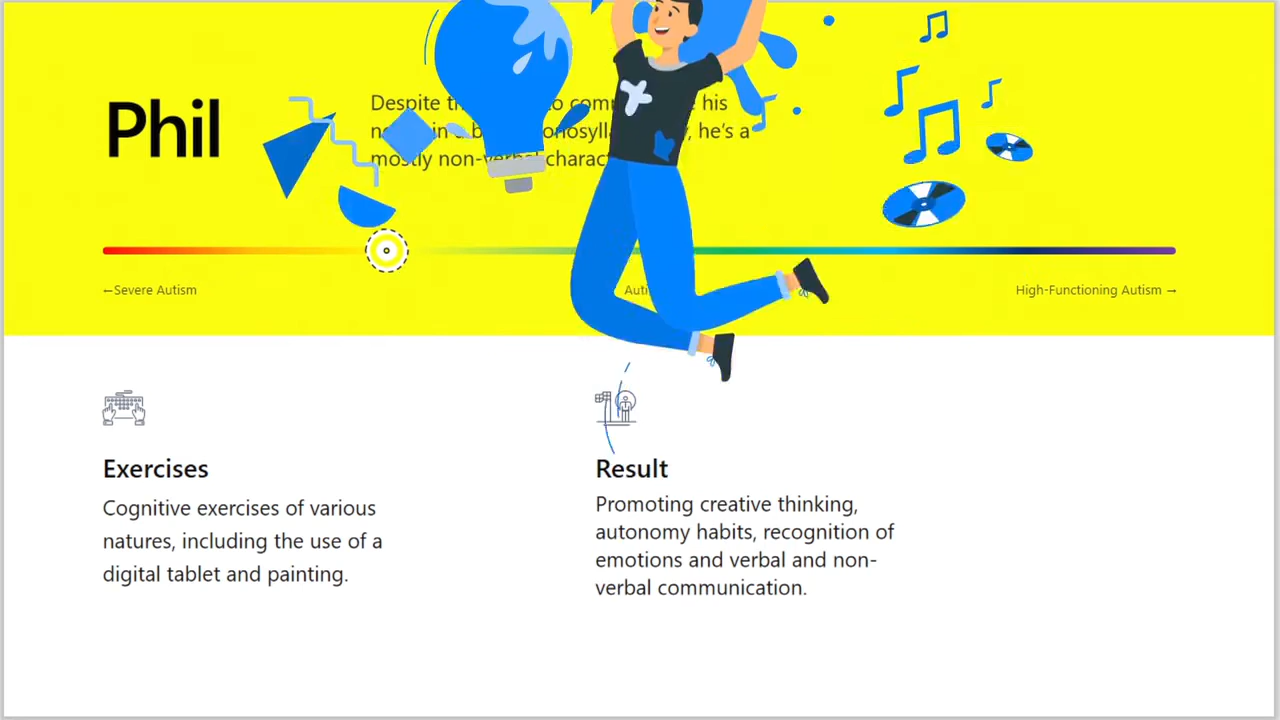 Phil
Despite his
in a he's a
mostly non-verbal
←Severe Autism
High-Functioning Autism →
Exercises
Cognitive exercises of various
natures, including the use of a
digital tablet and painting.
Result
Promoting creative thinking,
autonomy habits, recognition of
emotions and verbal and non-
verbal communication.